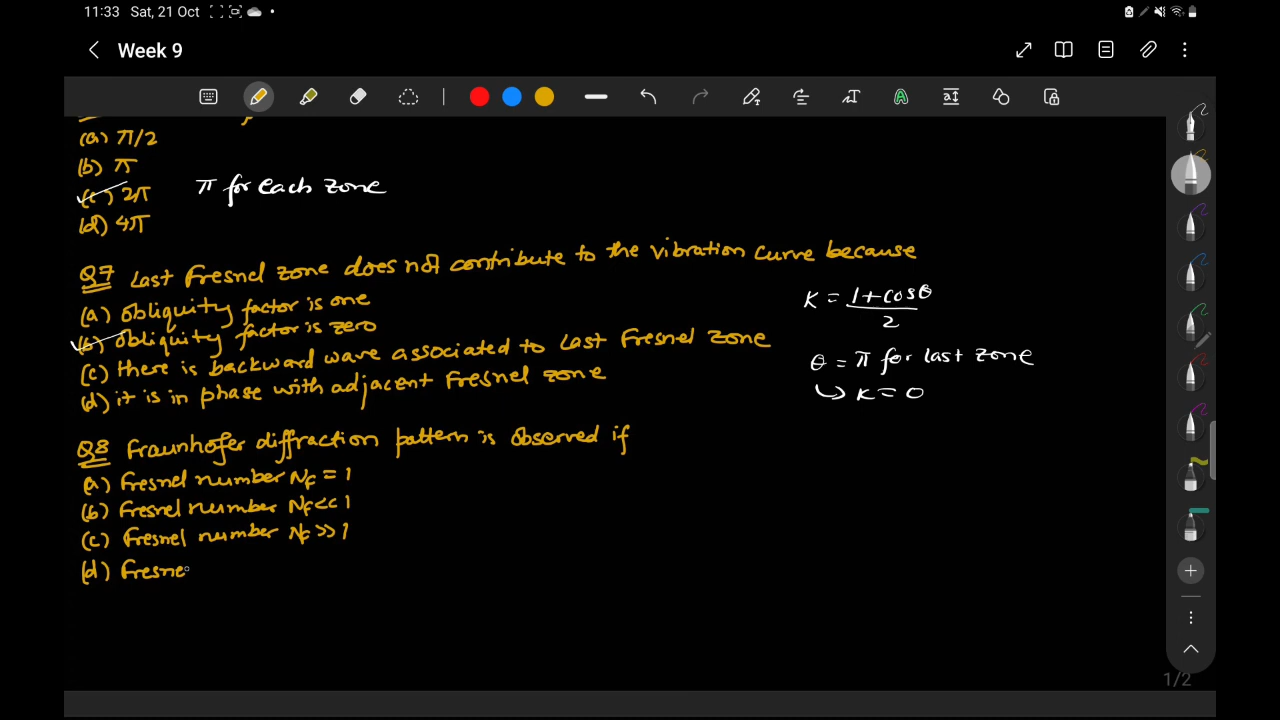 11:33 Sat, 21 Oct
Week 9
(a) π/2
(b) π
(c) 2π
π for each zone
(d) 4π
Q7 Last Fresnel zone does not contribute to the vibration curve because
(a) obliquity factor is one
(b) obliquity factor is zero
(c) there is backward wave associated to last Fresnel zone
(d) it is in phase with adjacent Fresnel zone
K = 1+cosθ
2
θ = π for last zone
↳ K = 0
Q8 Fraunhofer diffraction pattern is observed if
(a) Fresnel number NF = 1
(b) Fresnel number NF << 1
(c) Fresnel number NF >> 1
(d) Fresne
1/2